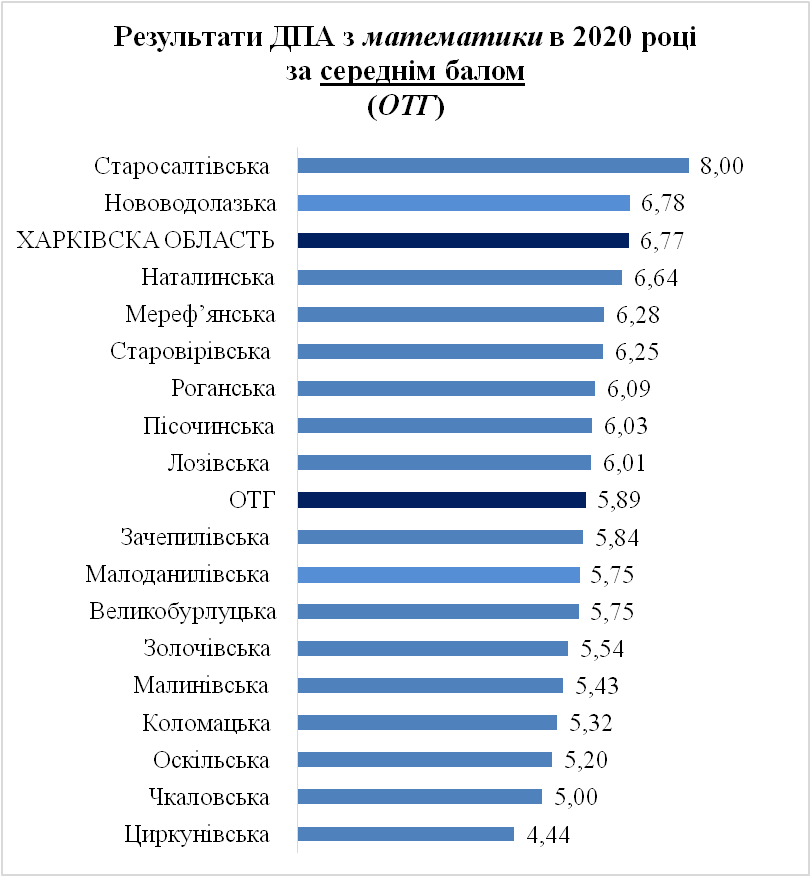 Результати ДПА з математики в 2020 році
за середнім балом
(ОТГ)
Старосалтівська 8,00
Нововодолазька 6,78
ХАРКІВСКА ОБЛАСТЬ 6,77
Наталинська 6,64
Мереф’янська 6,28
Старовірівська 6,25
Роганська 6,09
Пісочинська 6,03
Лозівська 6,01
ОТГ 5,89
Зачепилівська 5,84
Малоданилівська 5,75
Великобурлуцька 5,75
Золочівська 5,54
Малинівська 5,43
Коломацька 5,32
Оскільська 5,20
Чкаловська 5,00
Циркунівська 4,44